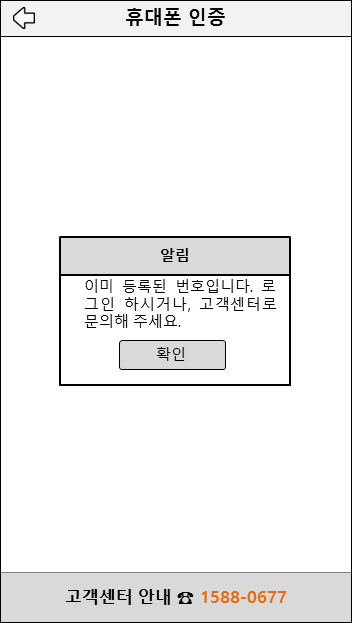 휴대폰 인증
알림
이미 등록된 번호입니다. 로
그인 하시거나, 고객센터로
문의해 주세요.
확인
고객센터 안내 ☎ 1588-0677